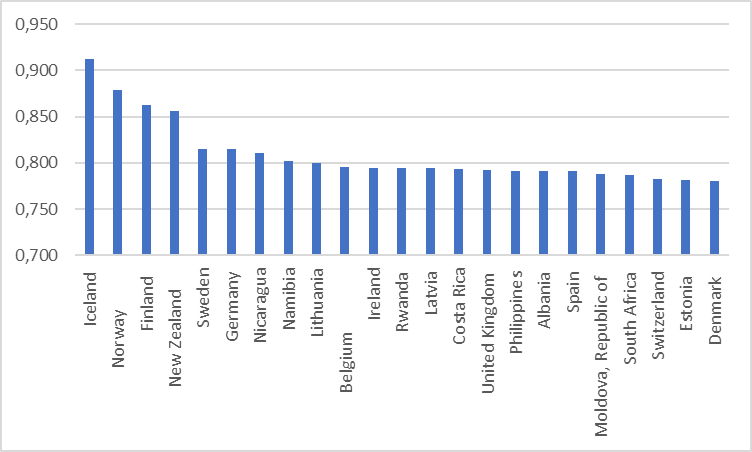 0,950
0,900
0,850
0,800
0,750
0,700
Iceland
Norway
Finland
New Zealand
Sweden
Germany
Nicaragua
Namibia
Lithuania
Belgium
Ireland
Rwanda
Latvia
Costa Rica
United Kingdom
Philippines
Albania
Spain
Moldova, Republic of
South Africa
Switzerland
Estonia
Denmark